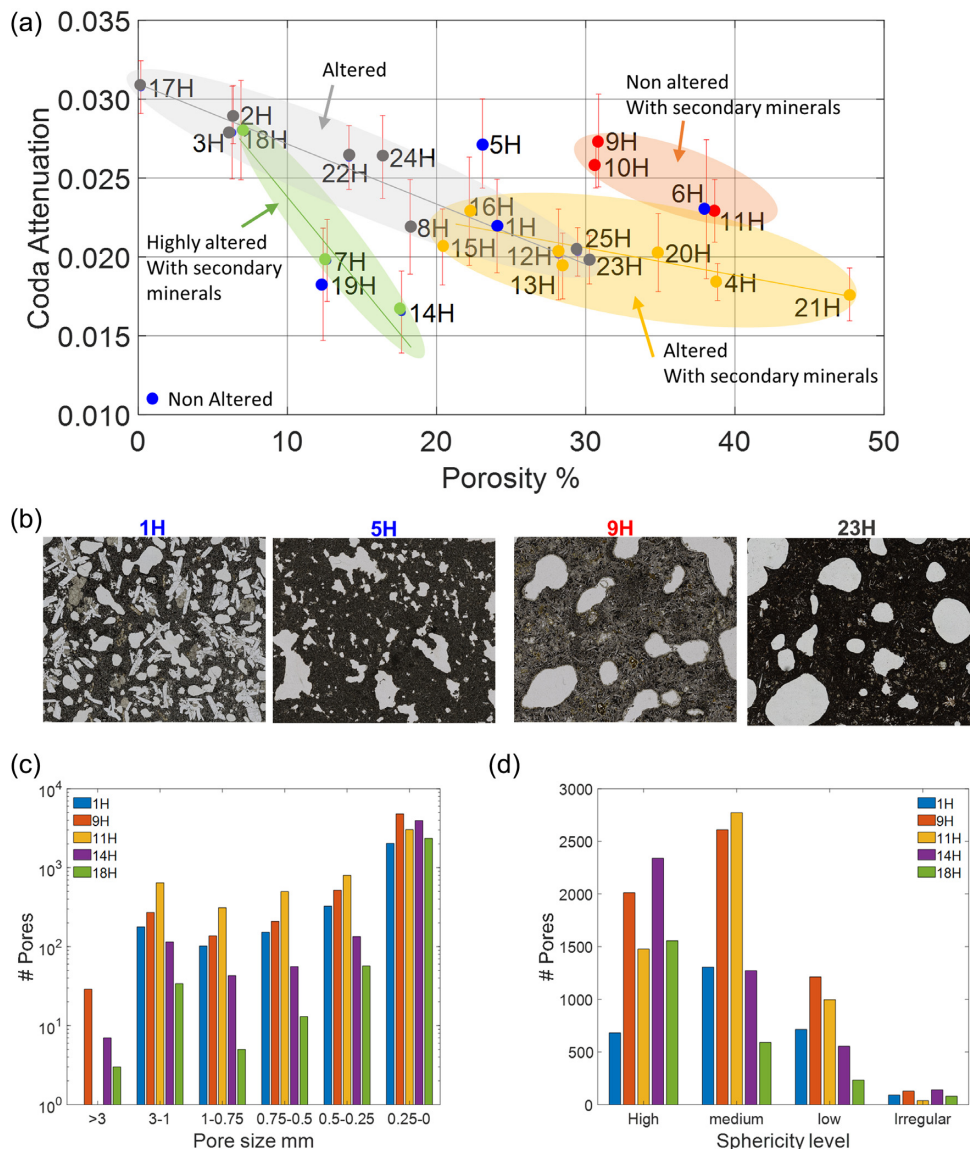 (a)
0
10
20
30
40
50
0.035
0.030
0.025
0.020
0.015
0.010
Coda Attenuation
Porosity %
Altered
Non altered
With secondary minerals
Highly altered
With secondary
minerals
Altered
With secondary minerals
Non Altered
17H
2H
3H
18H
22H
24H
5H
9H
10H
6H
11H
16H
8H
1H
15H
12H
25H
23H
13H
20H
4H
21H
7H
19H
14H
(b)
1H
5H
9H
23H
(c)
10^4
10^3
10^2
10^1
10^0
# Pores
1H
9H
11H
14H
18H
>3
3-1
1-0.75
0.75-0.5
0.5-0.25
0.25-0
Pore size mm
(d)
3000
2500
2000
1500
1000
500
0
# Pores
1H
9H
11H
14H
18H
High
medium
low
Irregular
Sphericity level